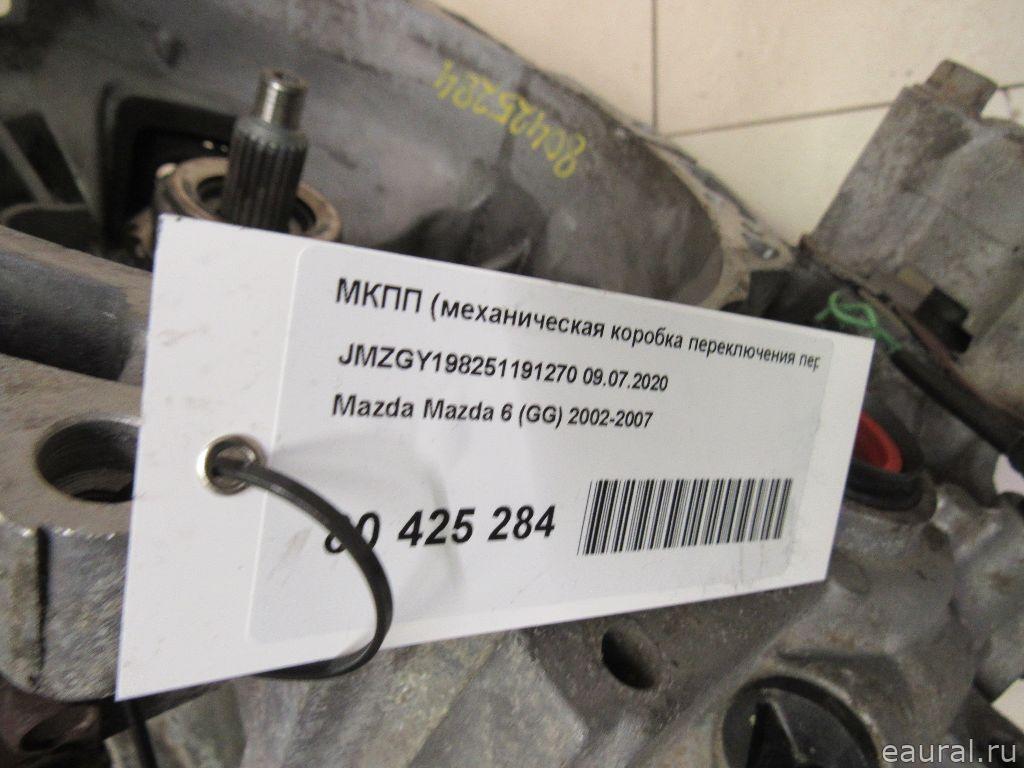 80425284
МКПП (механическая коробка переключения пер
JMZGY198251191270 09.07.2020
Mazda Mazda 6 (GG) 2002-2007
80 425 284
eaural.ru